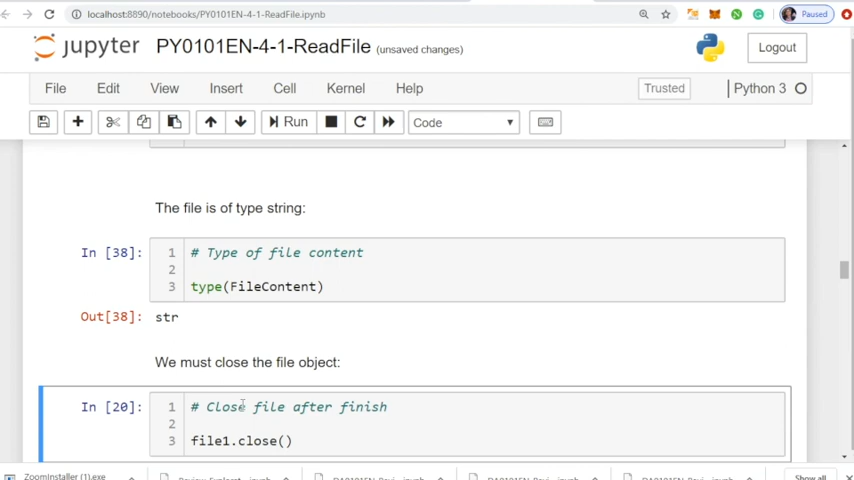 localhost:8890/notebooks/PY0101EN-4-1-ReadFile.ipynb
Paused
jupyter PY0101EN-4-1-ReadFile (unsaved changes)
Logout
File Edit View Insert Cell Kernel Help
Trusted
Python 3
Run
Code
The file is of type string:
In [38]:
1 # Type of file content
2
3 type(FileContent)
Out[38]: str
We must close the file object:
In [20]:
1 # Close file after finish
2
3 file1.close()
ZoomInstaller (1).exe
Show all